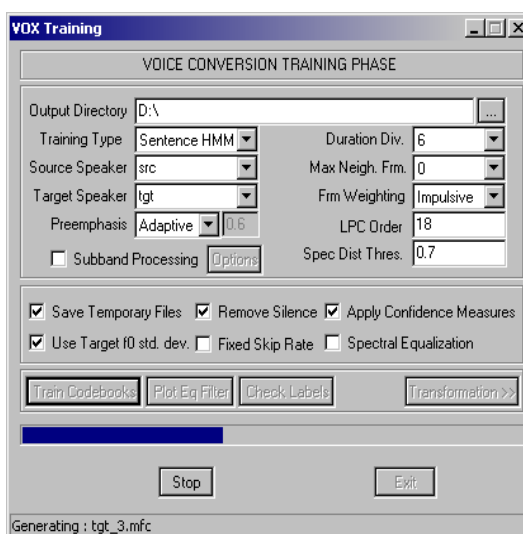 VOX Training
VOICE CONVERSION TRAINING PHASE
Output Directory D:\ ...
Training Type Sentence HMM Duration Div. 6
Source Speaker src Max Neigh. Frm. 0
Target Speaker tgt Frm Weighting Impulsive
Preemphasis Adaptive 0.6 LPC Order 18
Subband Processing Options Spec Dist Thres. 0.7
Save Temporary Files Remove Silence Apply Confidence Measures
Use Target f0 std. dev. Fixed Skip Rate Spectral Equalization
Train Codebooks Plot Eq Filter Check Labels Transformation >>
Stop Exit
Generating : tgt_3.mfc